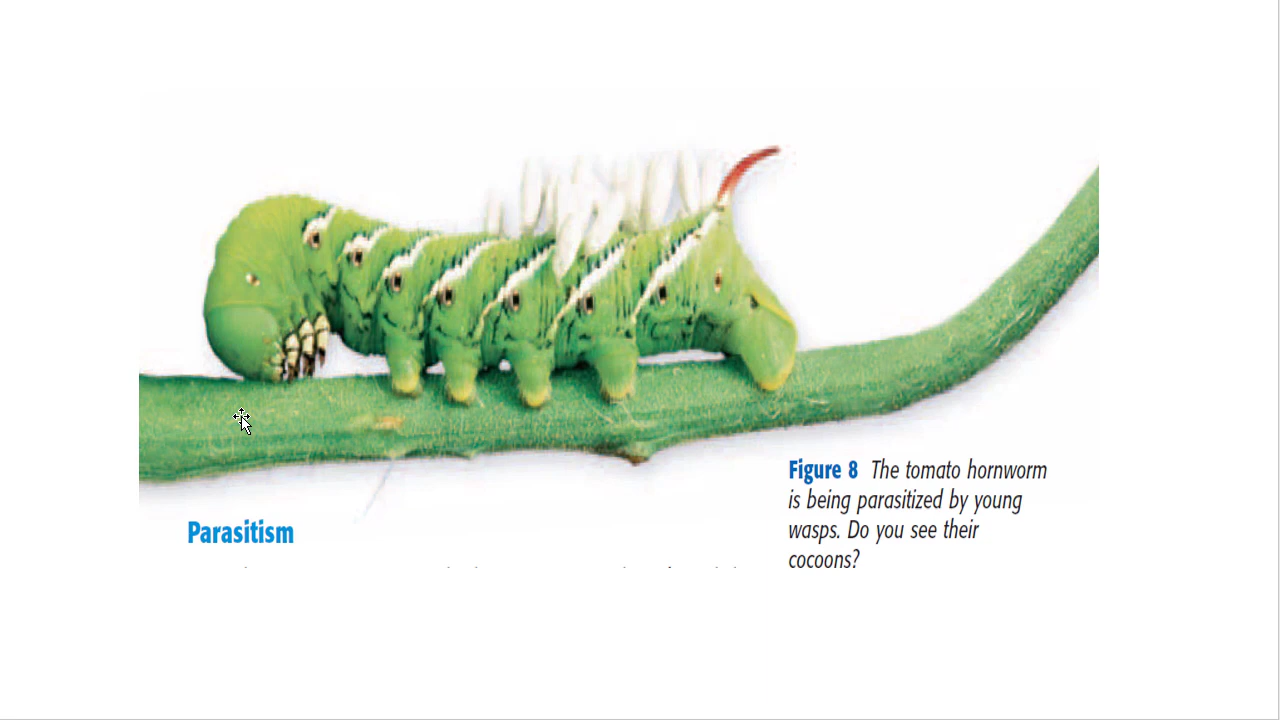 Figure 8 The tomato hornworm
is being parasitized by young
wasps. Do you see their
cocoons?
Parasitism